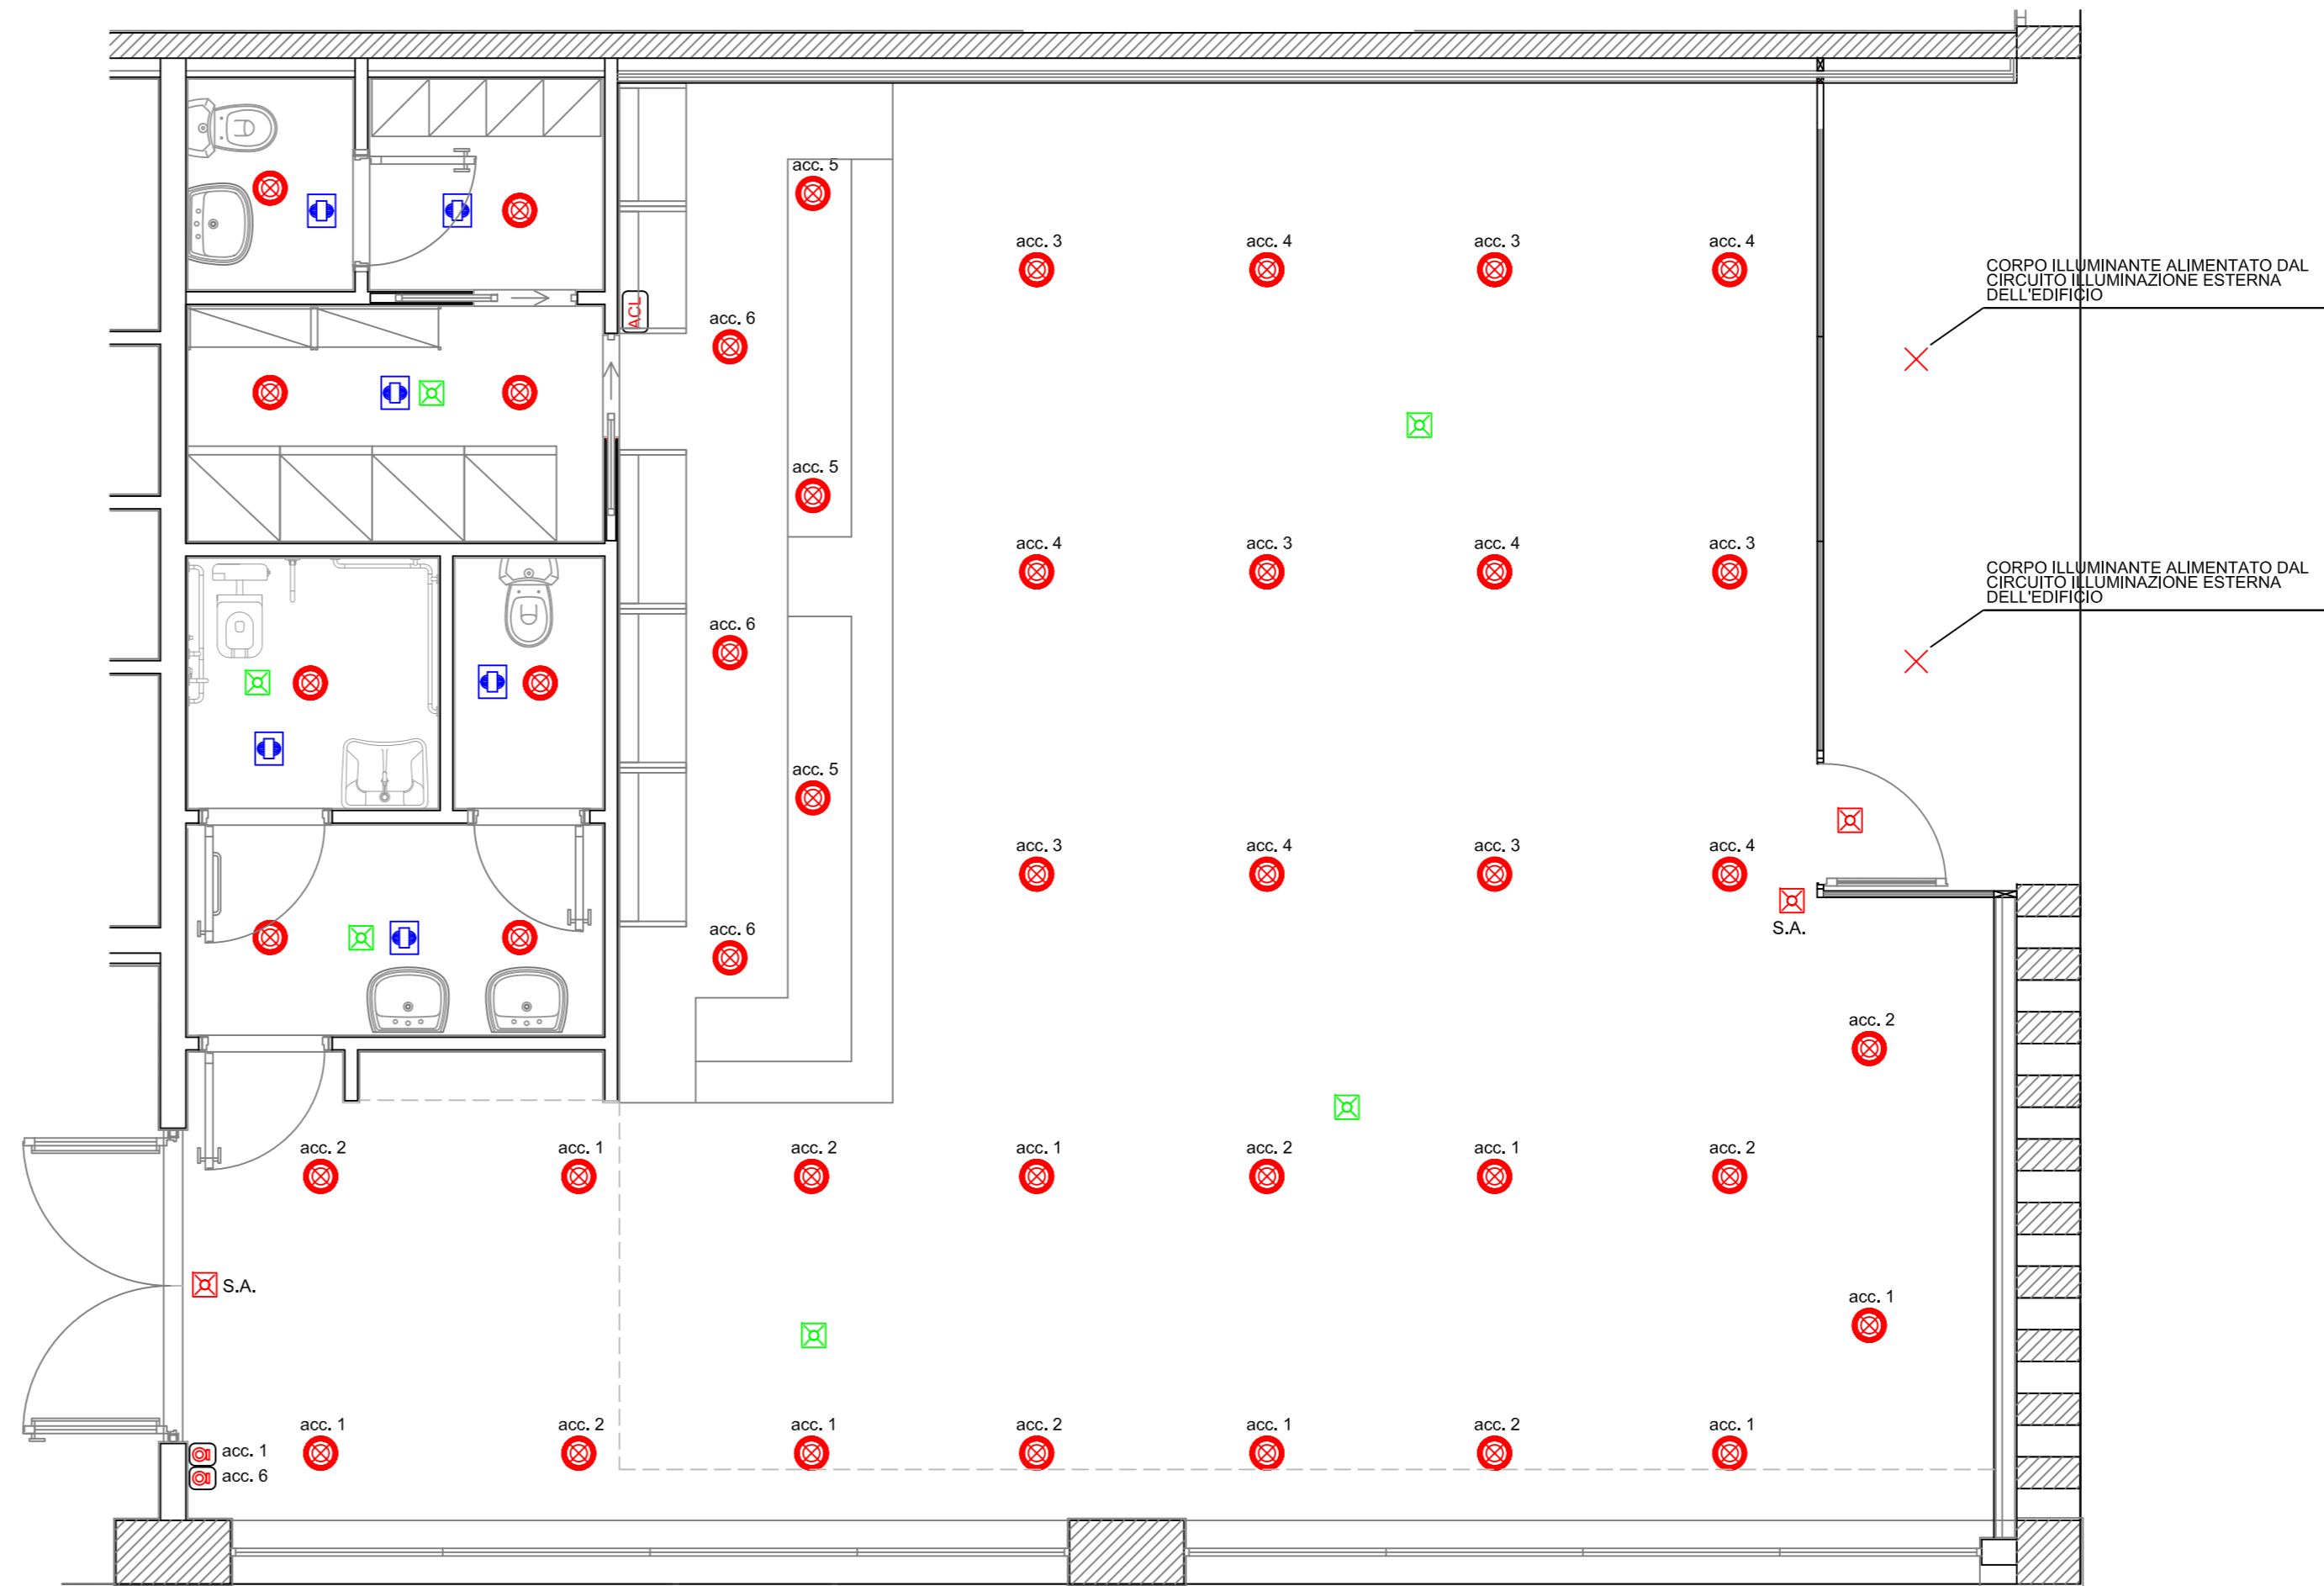 acc. 5
acc. 3
acc. 4
acc. 3
acc. 4
CORPO ILLUMINANTE ALIMENTATO DAL
CIRCUITO ILLUMINAZIONE ESTERNA
DELL'EDIFICIO
ACL
acc. 6
acc. 5
acc. 4
acc. 3
acc. 4
acc. 3
CORPO ILLUMINANTE ALIMENTATO DAL
CIRCUITO ILLUMINAZIONE ESTERNA
DELL'EDIFICIO
acc. 6
acc. 5
acc. 3
acc. 4
acc. 3
acc. 4
acc. 6
S.A.
acc. 2
acc. 2
acc. 1
acc. 2
acc. 1
acc. 2
acc. 1
acc. 2
S.A.
acc. 1
acc. 1
acc. 2
acc. 1
acc. 2
acc. 1
acc. 2
acc. 1
acc. 1
acc. 6